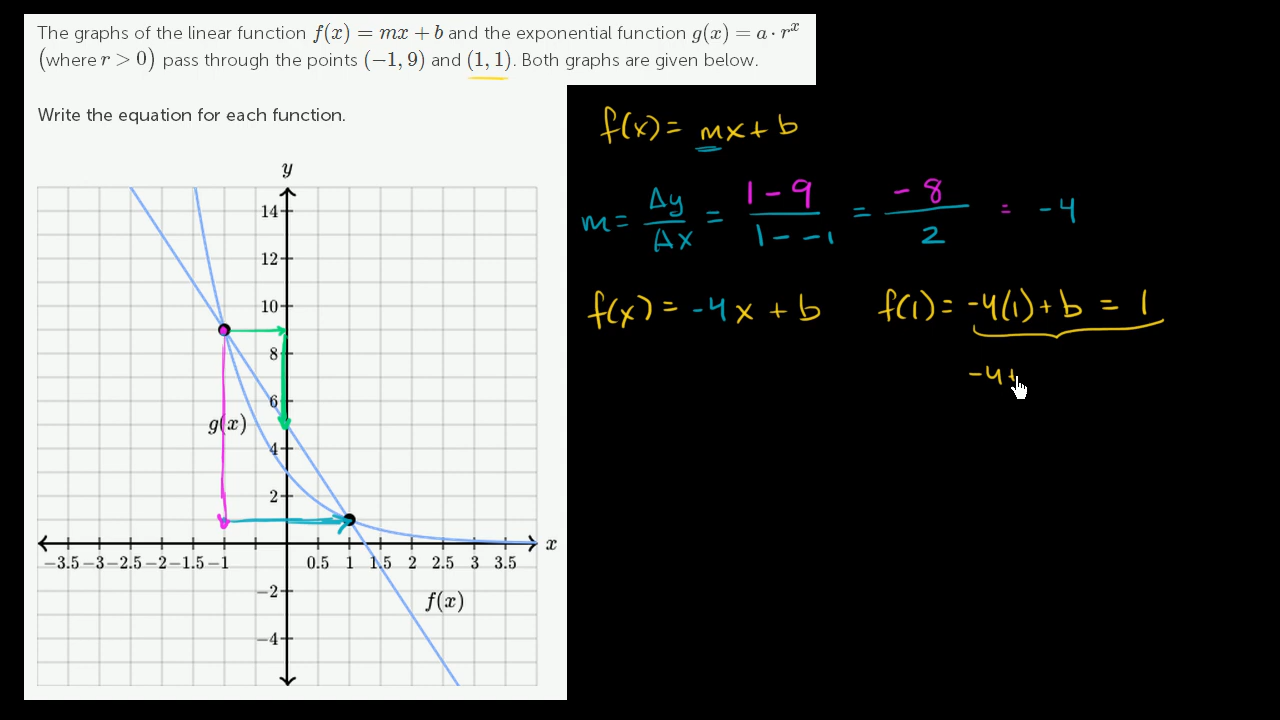 The graphs of the linear function f(x) = mx + b and the exponential function g(x) = a · r^x
(where r > 0) pass through the points (−1, 9) and (1, 1). Both graphs are given below.
Write the equation for each function.
f(x) = mx + b
m = Δy/Δx = (1 - 9)/(1 - -1) = -8/2 = -4
f(x) = -4x + b
f(1) = -4(1) + b = 1
-4+
y
14
12
10
8
6
4
2
−2
−4
−3.5 −3 −2.5 −2 −1.5 −1 0.5 1 1.5 2 2.5 3 3.5
x
g(x)
f(x)